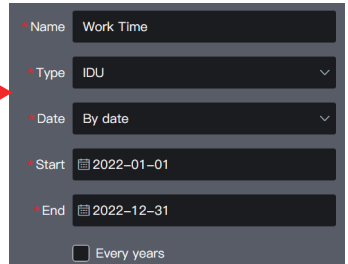 * Name Work Time
* Type IDU
* Date By date
* Start 2022-01-01
* End 2022-12-31
Every years